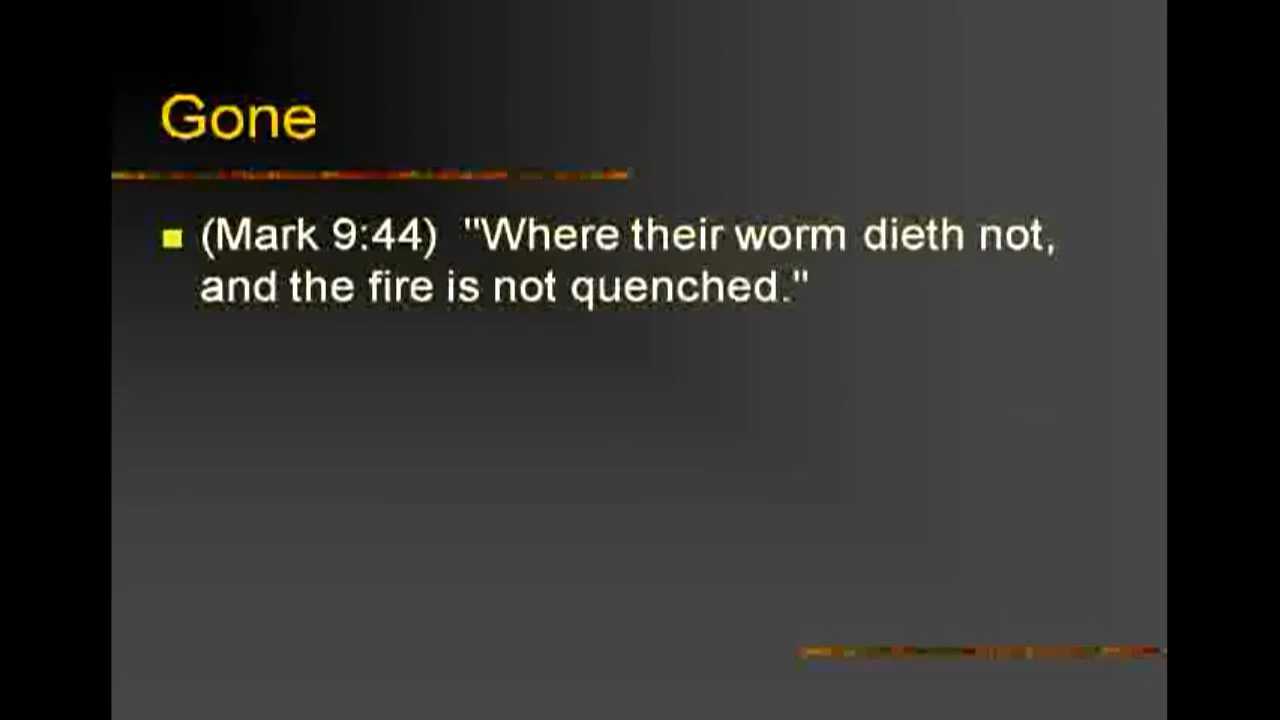 Gone
(Mark 9:44) "Where their worm dieth not,
and the fire is not quenched."